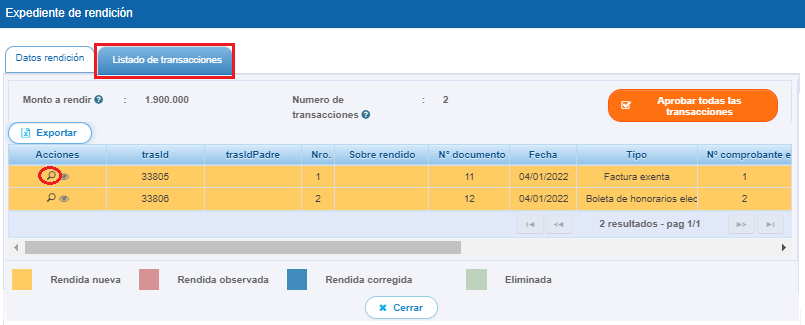 Expediente de rendición
Datos rendición
Listado de transacciones
Monto a rendir ? : 1.900.000
Numero de transacciones ? : 2
Aprobar todas las
transacciones
Exportar
Acciones trasId trasIdPadre Nro. Sobre rendido N° documento Fecha Tipo N° comprobante e
33805 1 11 04/01/2022 Factura exenta 1
33806 2 12 04/01/2022 Boleta de honorarios elec 2
2 resultados - pag 1/1
Rendida nueva Rendida observada Rendida corregida Eliminada
Cerrar